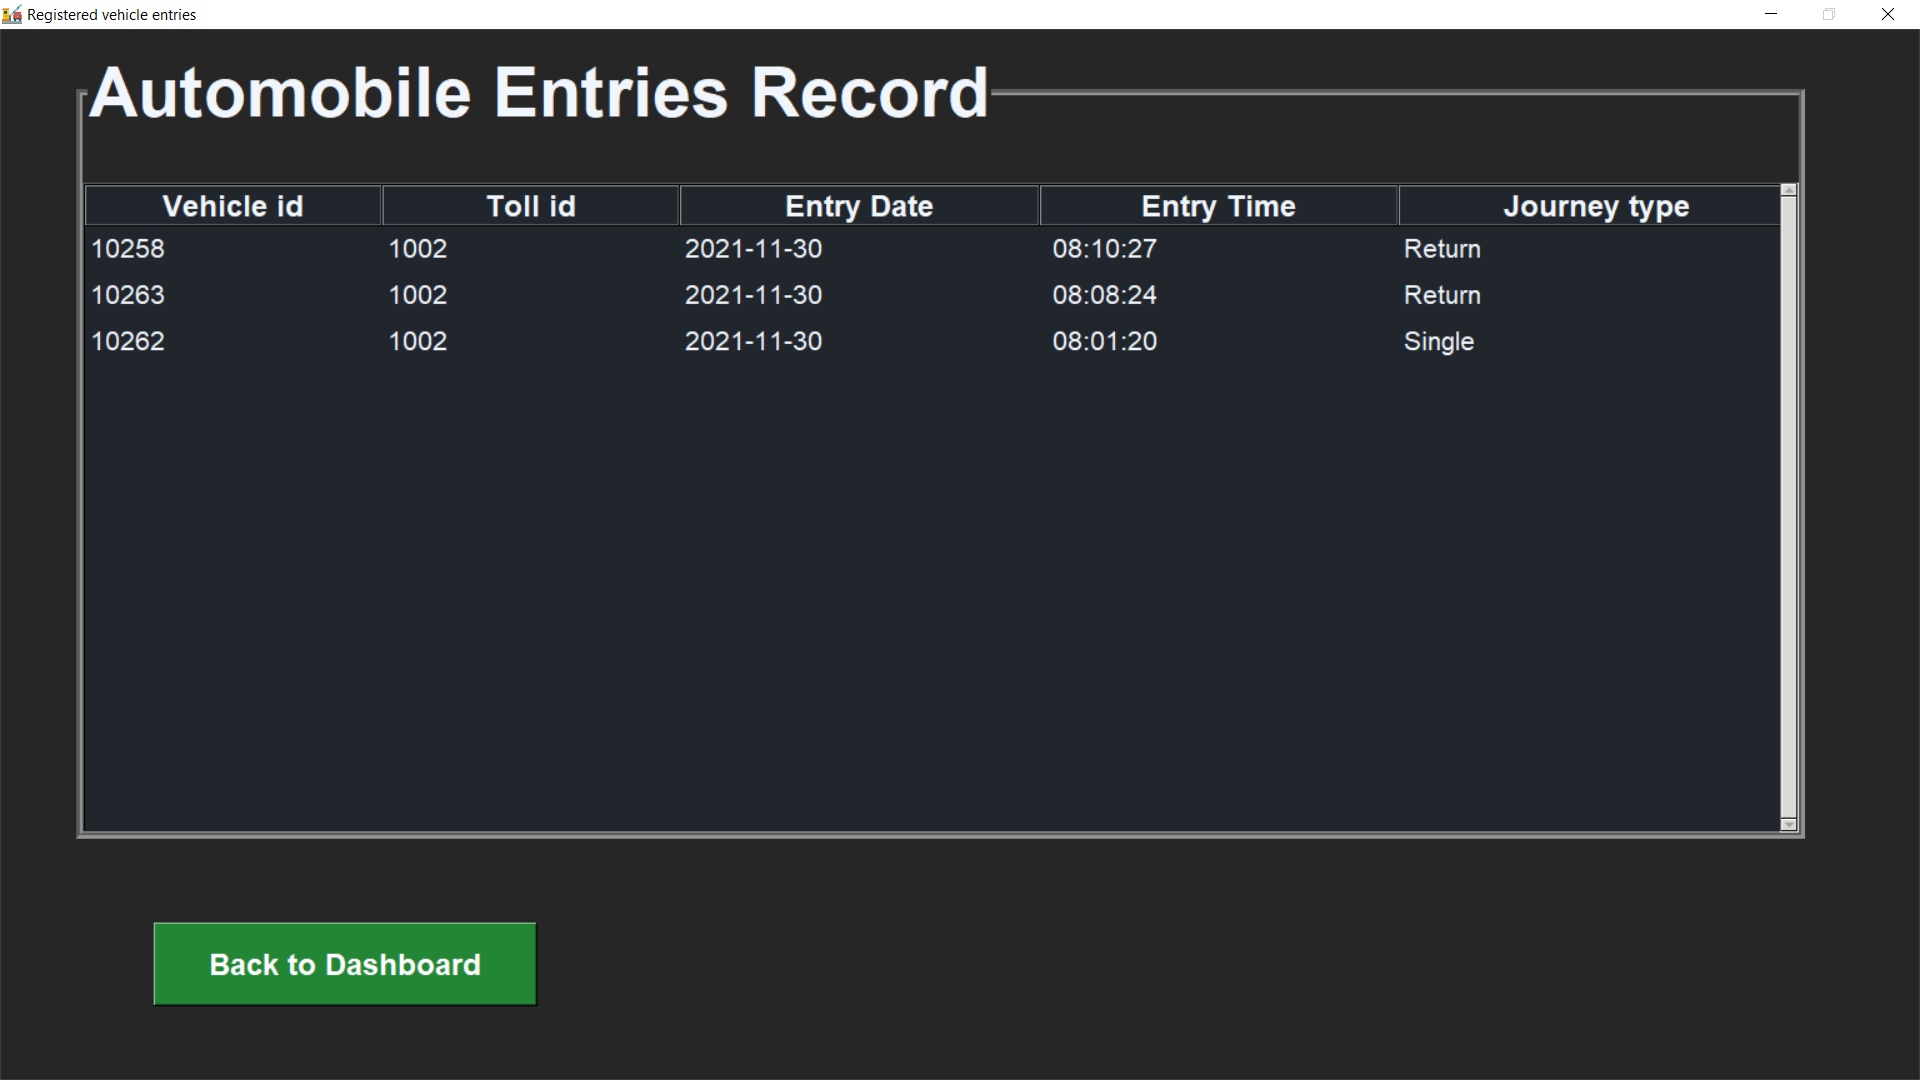 Registered vehicle entries
Automobile Entries Record
Vehicle id Toll id Entry Date Entry Time Journey type
10258 1002 2021-11-30 08:10:27 Return
10263 1002 2021-11-30 08:08:24 Return
10262 1002 2021-11-30 08:01:20 Single
Back to Dashboard